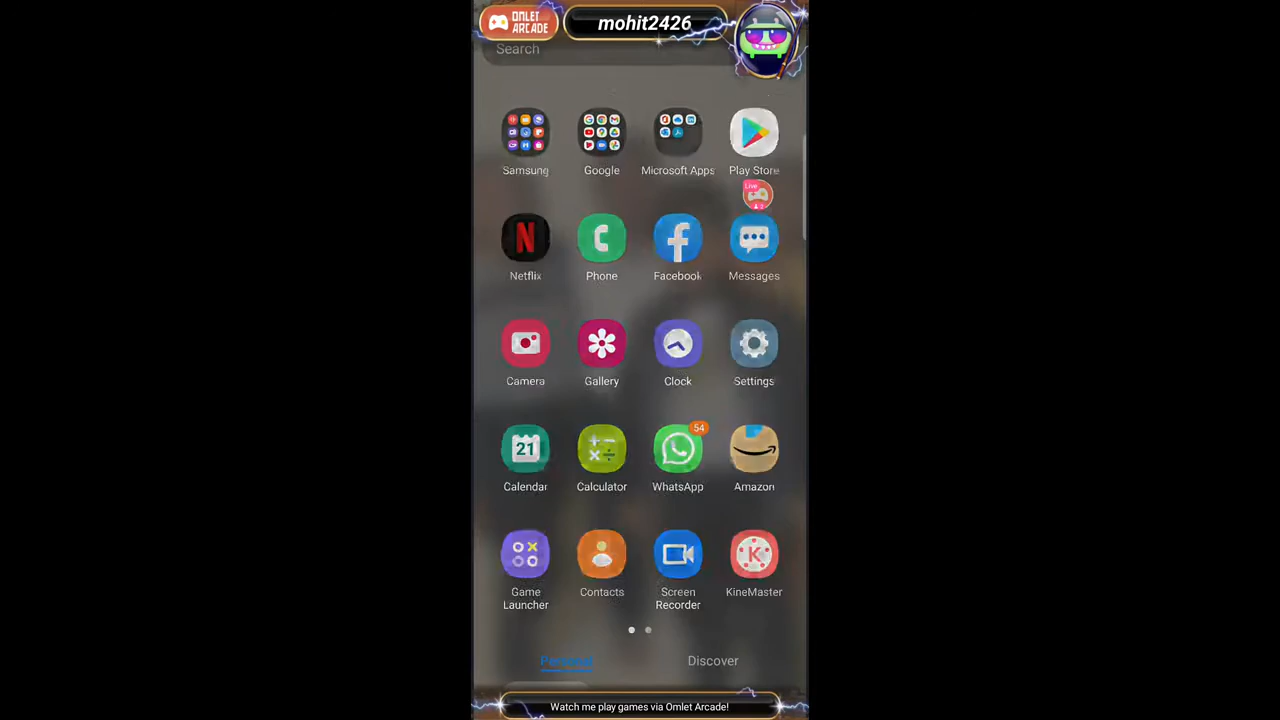 OMLET
ARCADE
mohit2426
Search
Samsung
Google
Microsoft Apps
Play Store
Live
Netflix
Phone
Facebook
Messages
Camera
Gallery
Clock
Settings
21
54
Calendar
Calculator
WhatsApp
Amazon
Game
Launcher
Contacts
Screen
Recorder
KineMaster
Personal
Discover
Watch me play games via Omlet Arcade!